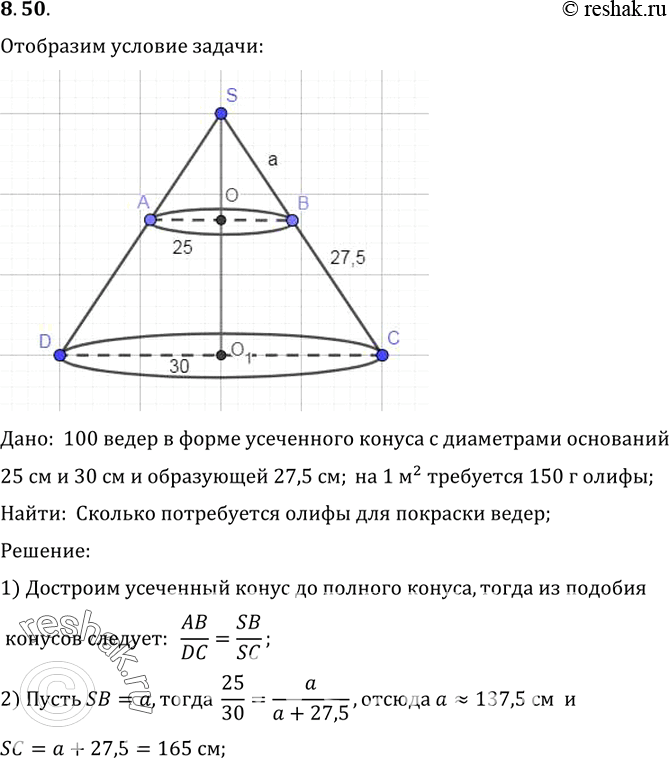 8.50.
© reshak.ru
Отобразим условие задачи:
S
a
A
O
B
25
27,5
D
O₁
C
30
Дано: 100 ведер в форме усеченного конуса с диаметрами оснований
25 см и 30 см и образующей 27,5 см; на 1 м² требуется 150 г олифы;
Найти: Сколько потребуется олифы для покраски ведер;
Решение:
1) Достроим усеченный конус до полного конуса, тогда из подобия
конусов следует: AB/DC = SB/SC;
2) Пусть SB = a, тогда 25/30 = a/(a + 27,5), отсюда a ≈ 137,5 см и
SC = a + 27,5 = 165 см;
© reshak.ru